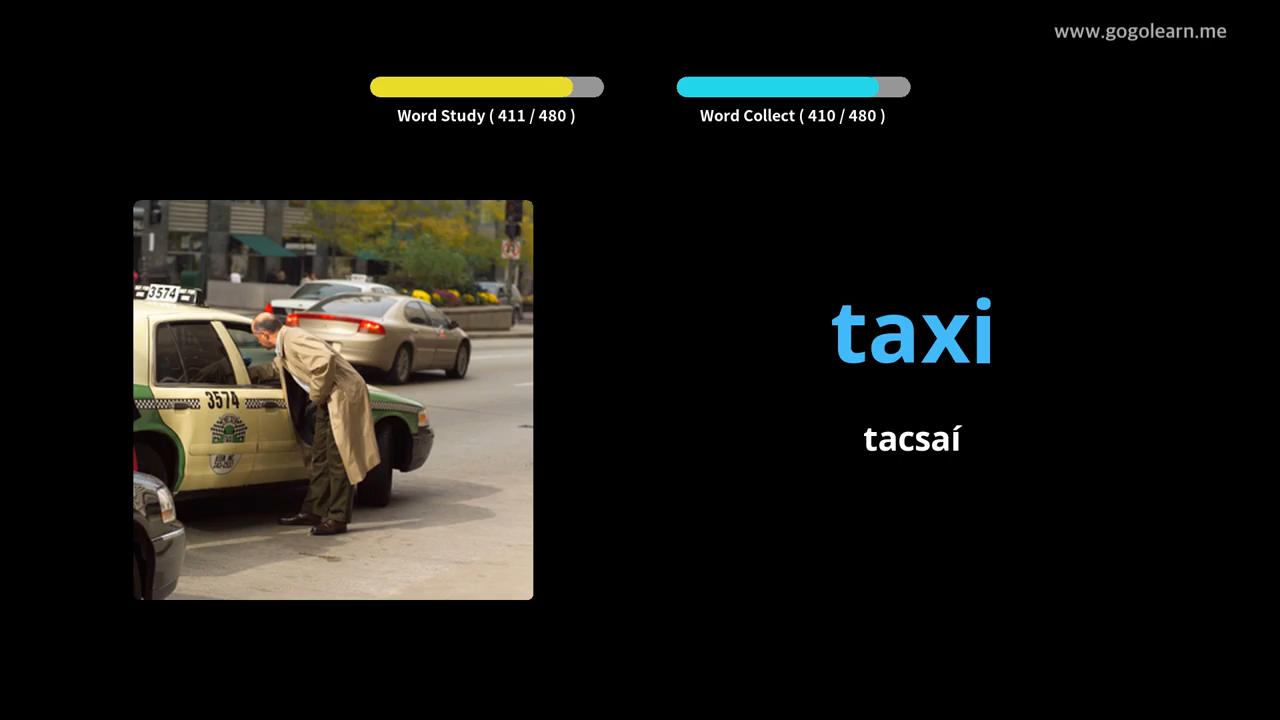 www.gogolearn.me
Word Study ( 411 / 480 )
Word Collect ( 410 / 480 )
3574
3574
taxi
tacsaí